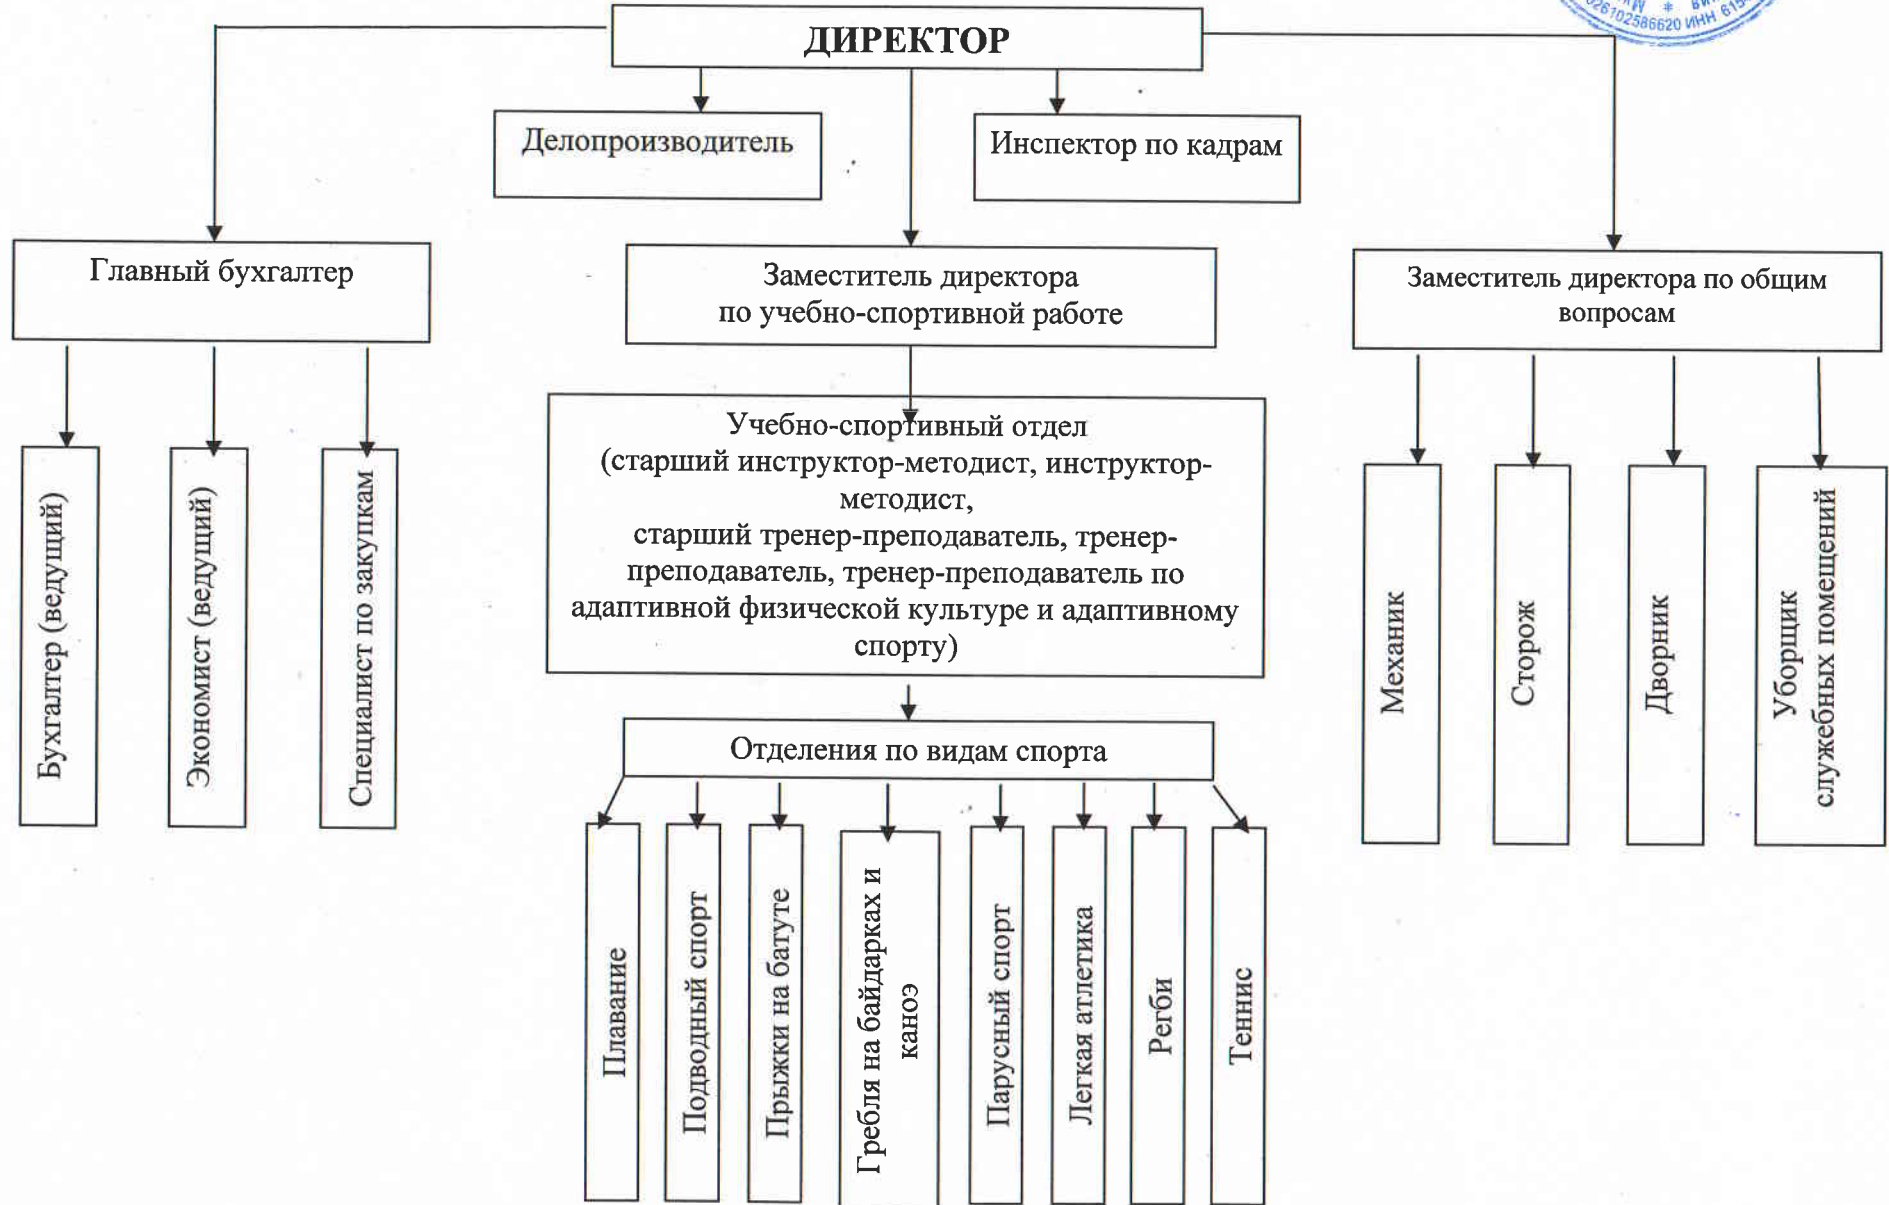 ДИРЕКТОР
026102586620 ИНН 615
Делопроизводитель
Инспектор по кадрам
Главный бухгалтер
Заместитель директора
по учебно-спортивной работе
Заместитель директора по общим
вопросам
Учебно-спортивный отдел
(старший инструктор-методист, инструктор-
методист,
старший тренер-преподаватель, тренер-
преподаватель, тренер-преподаватель по
адаптивной физической культуре и адаптивному
спорту)
Бухгалтер (ведущий)
Экономист (ведущий)
Специалист по закупкам
Механик
Сторож
Дворник
Уборщик
служебных помещений
Отделения по видам спорта
Плавание
Подводный спорт
Прыжки на батуте
Гребля на байдарках и
каноэ
Парусный спорт
Легкая атлетика
Регби
Теннис